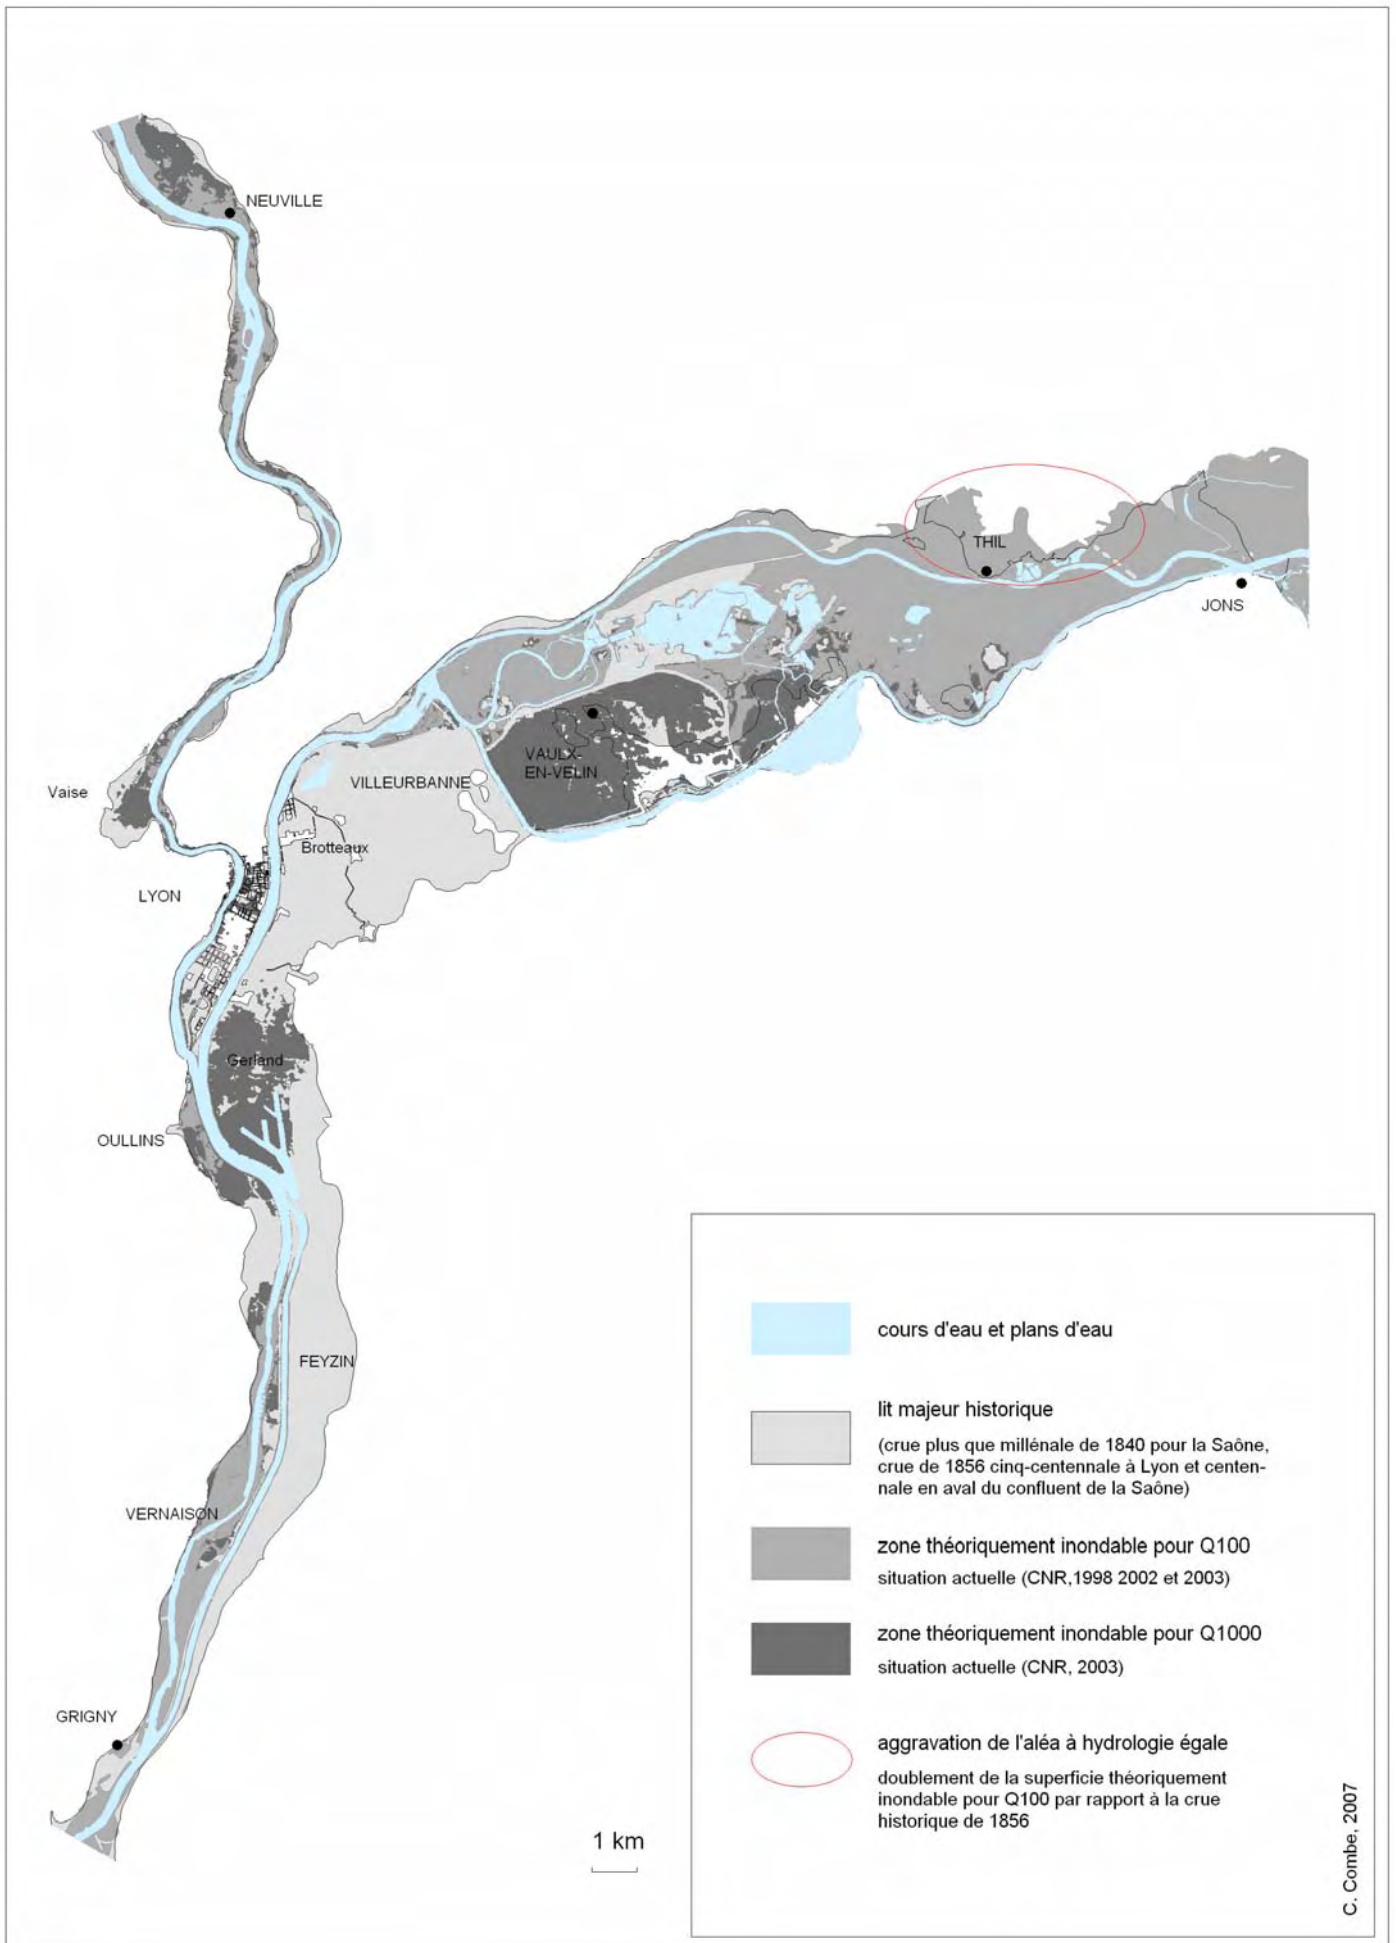 NEUVILLE
THIL
JONS
VAULX-
EN-VELIN
VILLEURBANNE
Vaise
Brotteaux
LYON
Gerland
OULLINS
FEYZIN
VERNAISON
GRIGNY
1 km
cours d'eau et plans d'eau
lit majeur historique
(crue plus que millénale de 1840 pour la Saône,
crue de 1856 cinq-centennale à Lyon et centen-
nale en aval du confluent de la Saône)
zone théoriquement inondable pour Q100
situation actuelle (CNR,1998 2002 et 2003)
zone théoriquement inondable pour Q1000
situation actuelle (CNR, 2003)
aggravation de l'aléa à hydrologie égale
doublement de la superficie théoriquement
inondable pour Q100 par rapport à la crue
historique de 1856
C. Combe, 2007